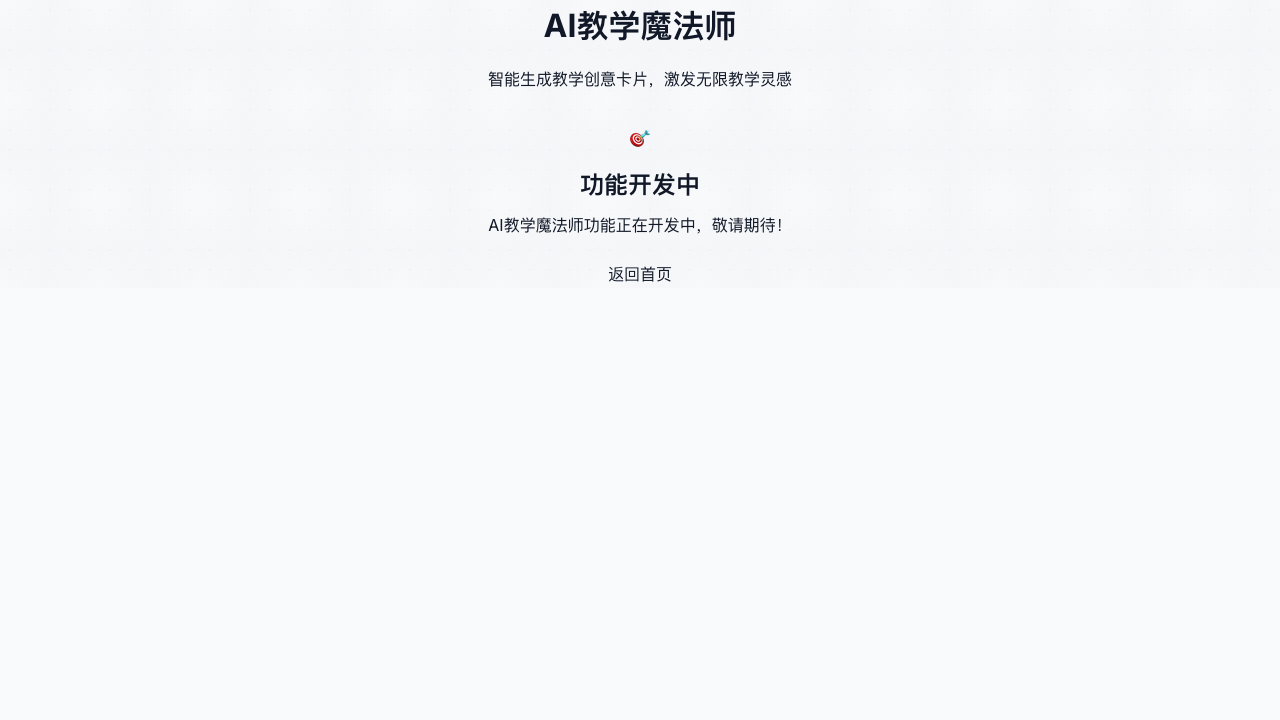 AI教学魔法师
智能生成教学创意卡片，激发无限教学灵感
功能开发中
AI教学魔法师功能正在开发中，敬请期待！
返回首页